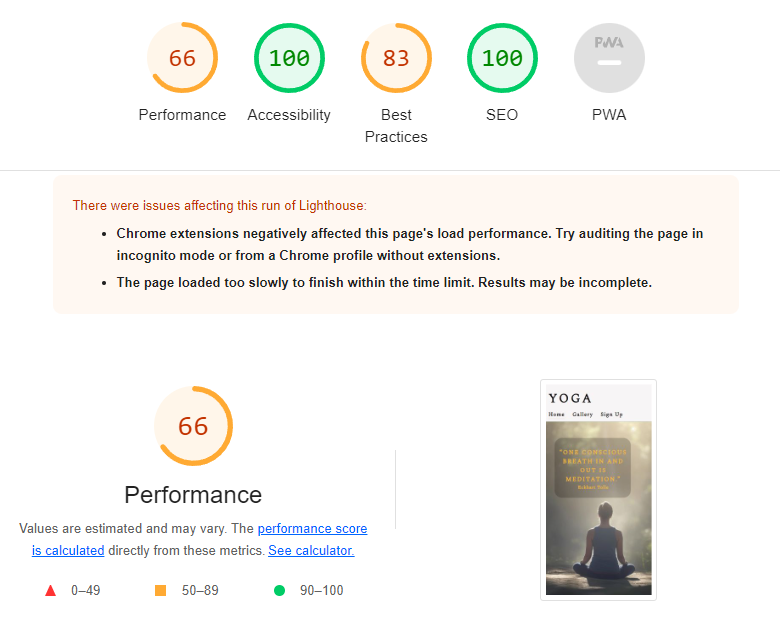 66
100
83
100
PWA
Performance
Accessibility
Best
Practices
SEO
PWA
There were issues affecting this run of Lighthouse:
Chrome extensions negatively affected this page's load performance. Try auditing the page in
incognito mode or from a Chrome profile without extensions.
The page loaded too slowly to finish within the time limit. Results may be incomplete.
66
Performance
Values are estimated and may vary. The performance score
is calculated directly from these metrics. See calculator.
0–49
50–89
90–100
YOGA
Home Gallery Sign Up
"ONE CONSCIOUS
BREATH IN AND
OUT IS
MEDITATION."
Eckhart Tolle